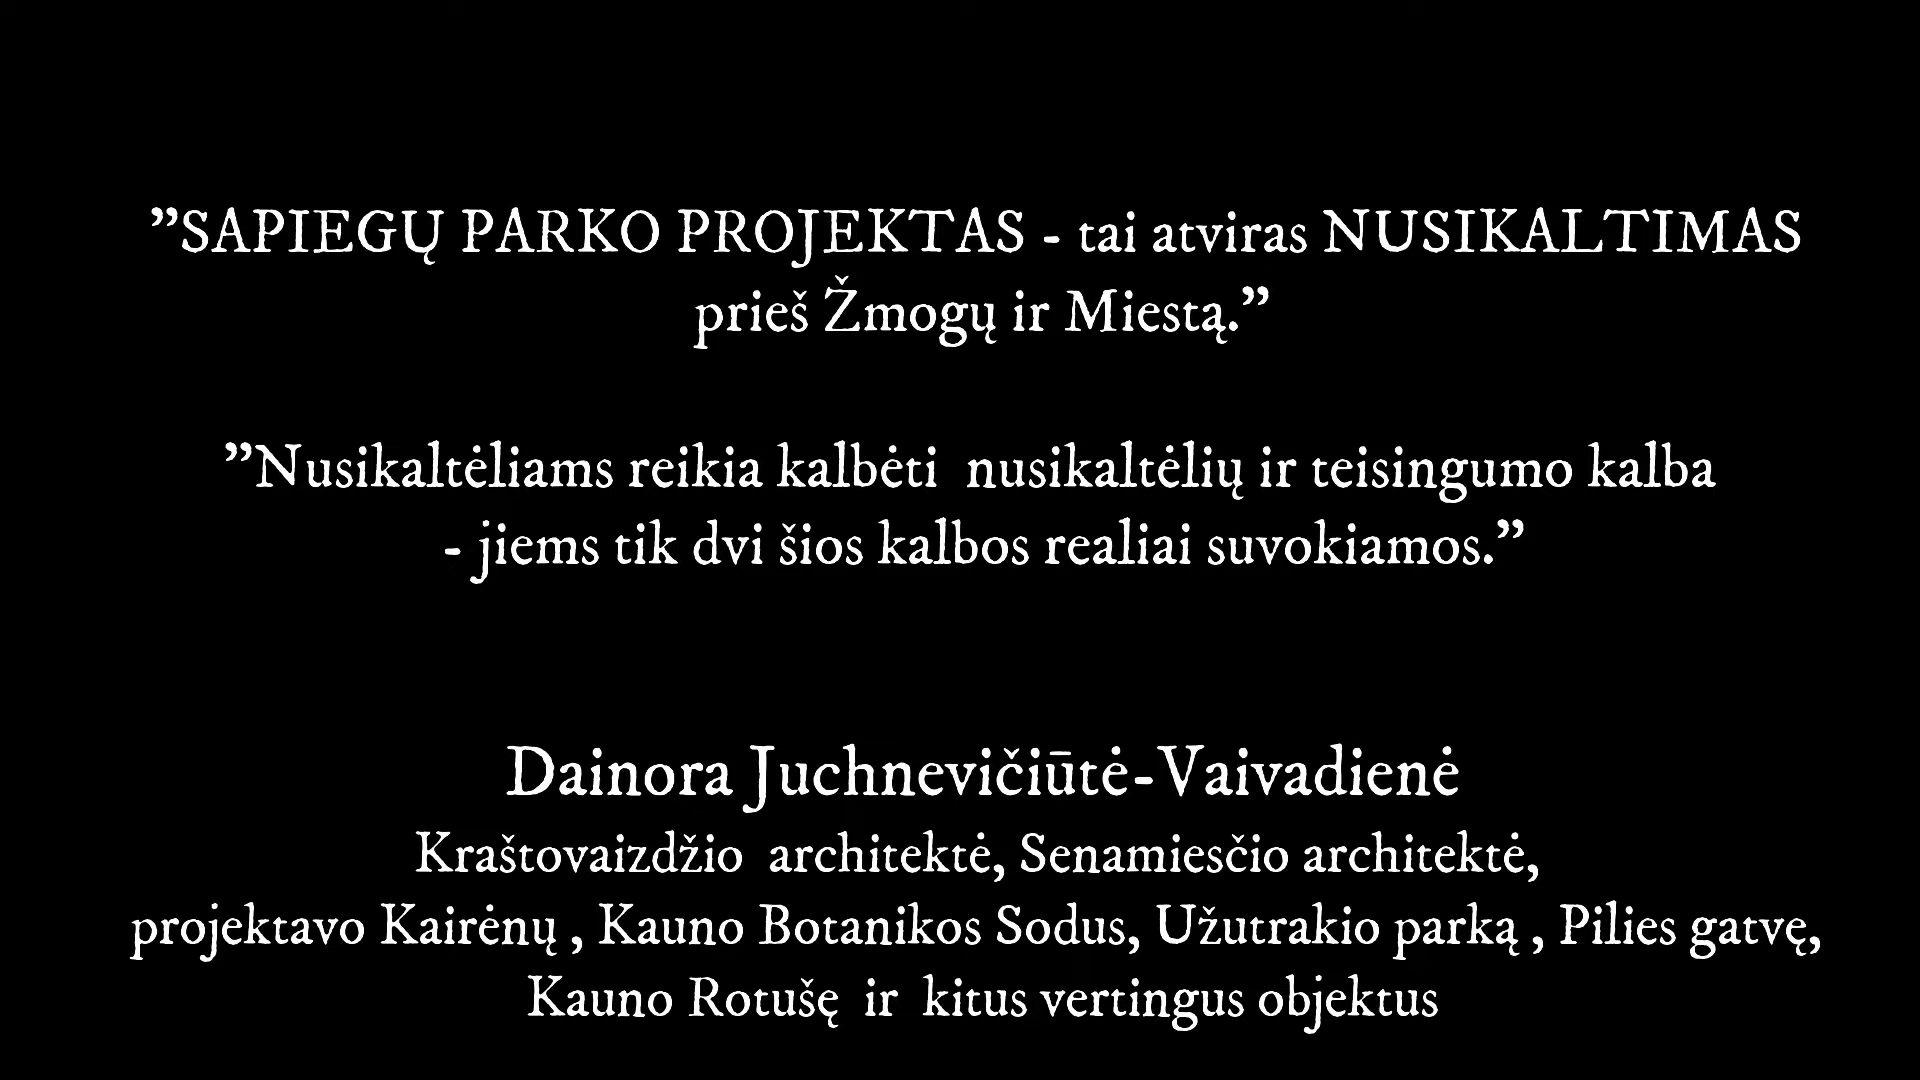 ”SAPIEGŲ PARKO PROJEKTAS - tai atviras NUSIKALTIMAS
prieš Žmogų ir Miestą.”
”Nusikaltėliams reikia kalbėti nusikaltėlių ir teisingumo kalba
- jiems tik dvi šios kalbos realiai suvokiamos.”
Dainora Juchnevičiūtė-Vaivadienė
Kraštovaizdžio architektė, Senamiesčio architektė,
projektavo Kairėnų , Kauno Botanikos Sodus, Užutrakio parką , Pilies gatvę,
Kauno Rotušę ir kitus vertingus objektus